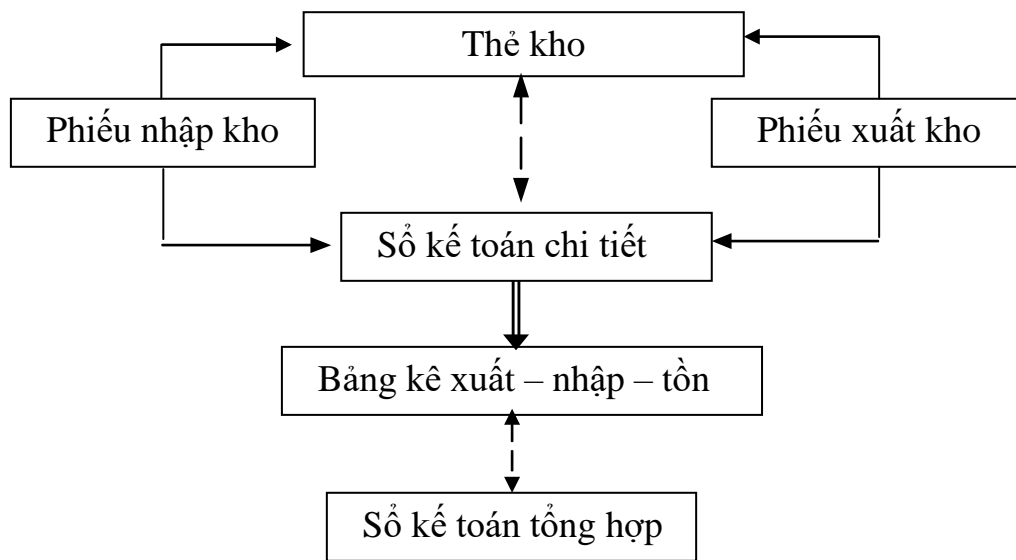 Thẻ kho
Phiếu nhập kho
Phiếu xuất kho
Sổ kế toán chi tiết
Bảng kê xuất – nhập – tồn
Sổ kế toán tổng hợp